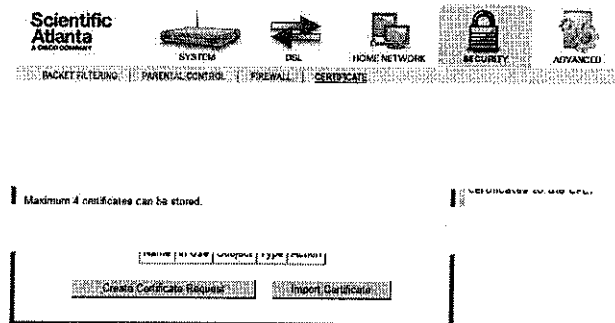 Scientific
Atlanta
A CISCO COMPANY
SYSTEM
DSL
HOME NETWORK
SECURITY
ADVANCED
PACKET FILTERING | PARENTAL CONTROL | FIREWALL | CERTIFICATE
Maximum 4 certificates can be stored.
certificates to the CPE.
Name In Use Subject Type Action
Create Certificate Request
Import Certificate